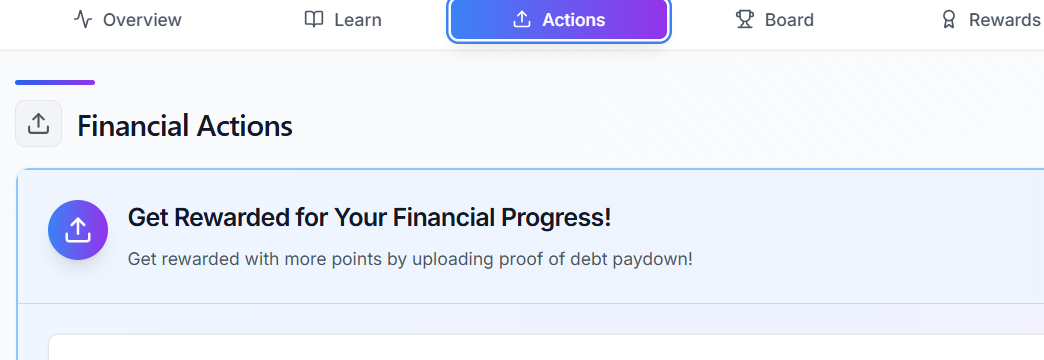 Overview
Learn
Actions
Board
Rewards
Financial Actions
Get Rewarded for Your Financial Progress!
Get rewarded with more points by uploading proof of debt paydown!